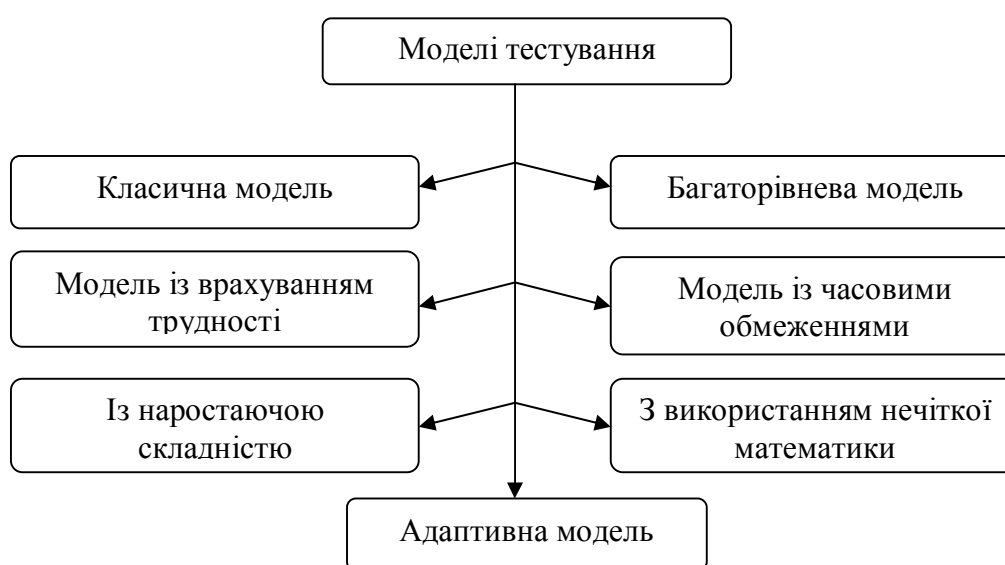 Моделі тестування
Класична модель
Багаторівнева модель
Модель із врахуванням
трудності
Модель із часовими
обмеженнями
Із наростаючою
складністю
З використанням нечіткої
математики
Адаптивна модель